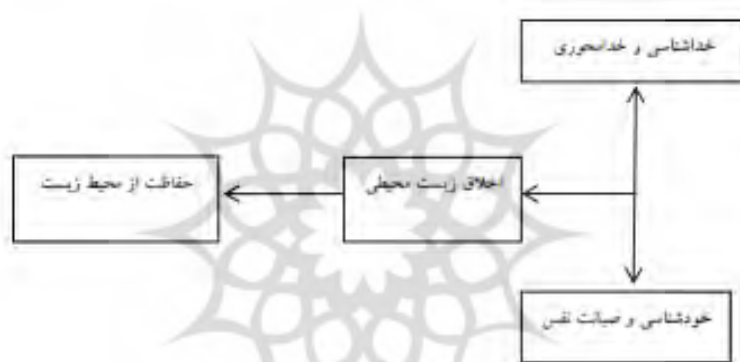 خداشناسی و خدامحوری
اخلاق زیست محیطی
حفاظت از محیط زیست
خودشناسی و صیانت نفس